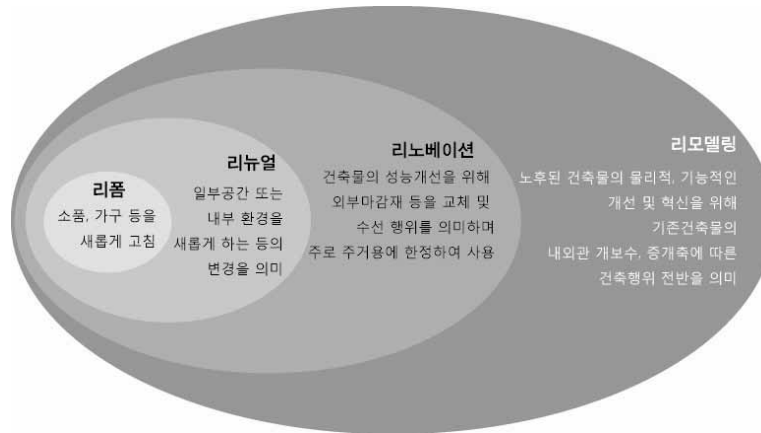 리폼
소품, 가구 등을
새롭게 고침
리뉴얼
일부공간 또는
내부 환경을
새롭게 하는 등의
변경을 의미
리노베이션
건축물의 성능개선을 위해
외부마감재 등을 교체 및
수선 행위를 의미하며
주로 주거용에 한정하여 사용
리모델링
노후된 건축물의 물리적, 기능적인
개선 및 혁신을 위해
기존건축물의
내외관 개보수, 증개축에 따른
건축행위 전반을 의미